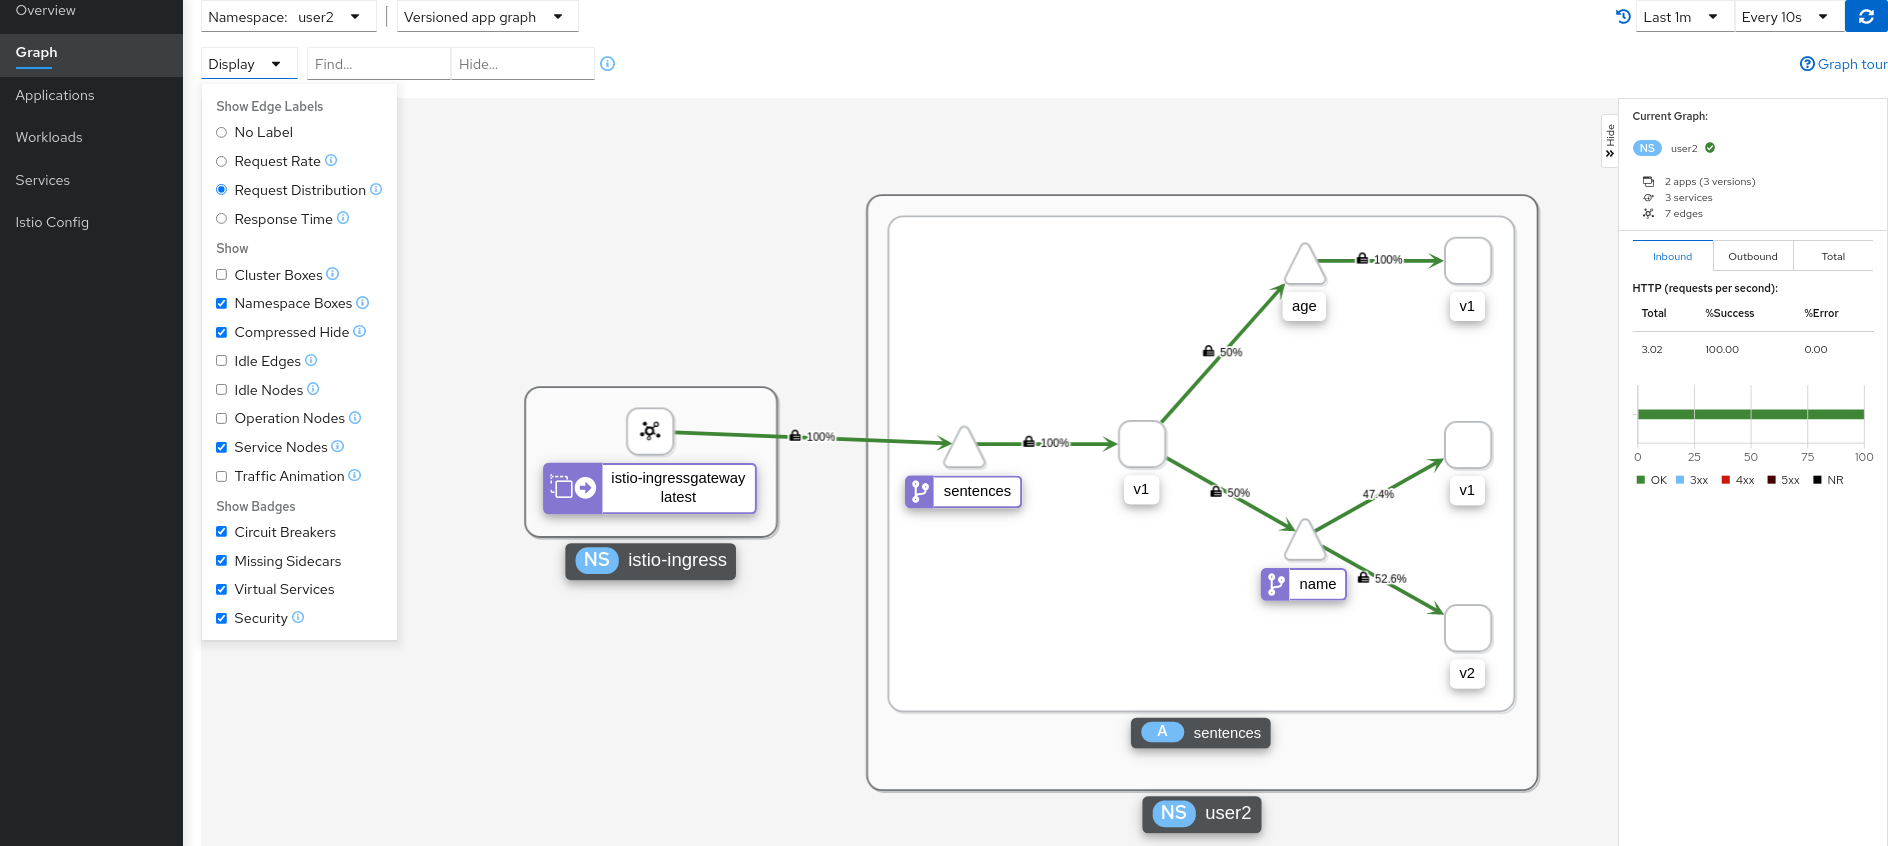 Overview
Graph
Applications
Workloads
Services
Istio Config
Namespace: user2
Versioned app graph
Last 1m
Every 10s
Display
Find...
Hide...
Graph tour
Show Edge Labels
No Label
Request Rate
Request Distribution
Response Time
Show
Cluster Boxes
Namespace Boxes
Compressed Hide
Idle Edges
Idle Nodes
Operation Nodes
Service Nodes
Traffic Animation
Show Badges
Circuit Breakers
Missing Sidecars
Virtual Services
Security
100%
age
v1
50%
100%
100%
istio-ingressgateway
latest
sentences
v1
50%
47.4%
v1
NS istio-ingress
name
52.6%
v2
A sentences
NS user2
Hide
Current Graph:
NS user2
2 apps (3 versions)
3 services
7 edges
Inbound Outbound Total
HTTP (requests per second):
Total %Success %Error
3.02 100.00 0.00
0 25 50 75 100
OK 3xx 4xx 5xx NR